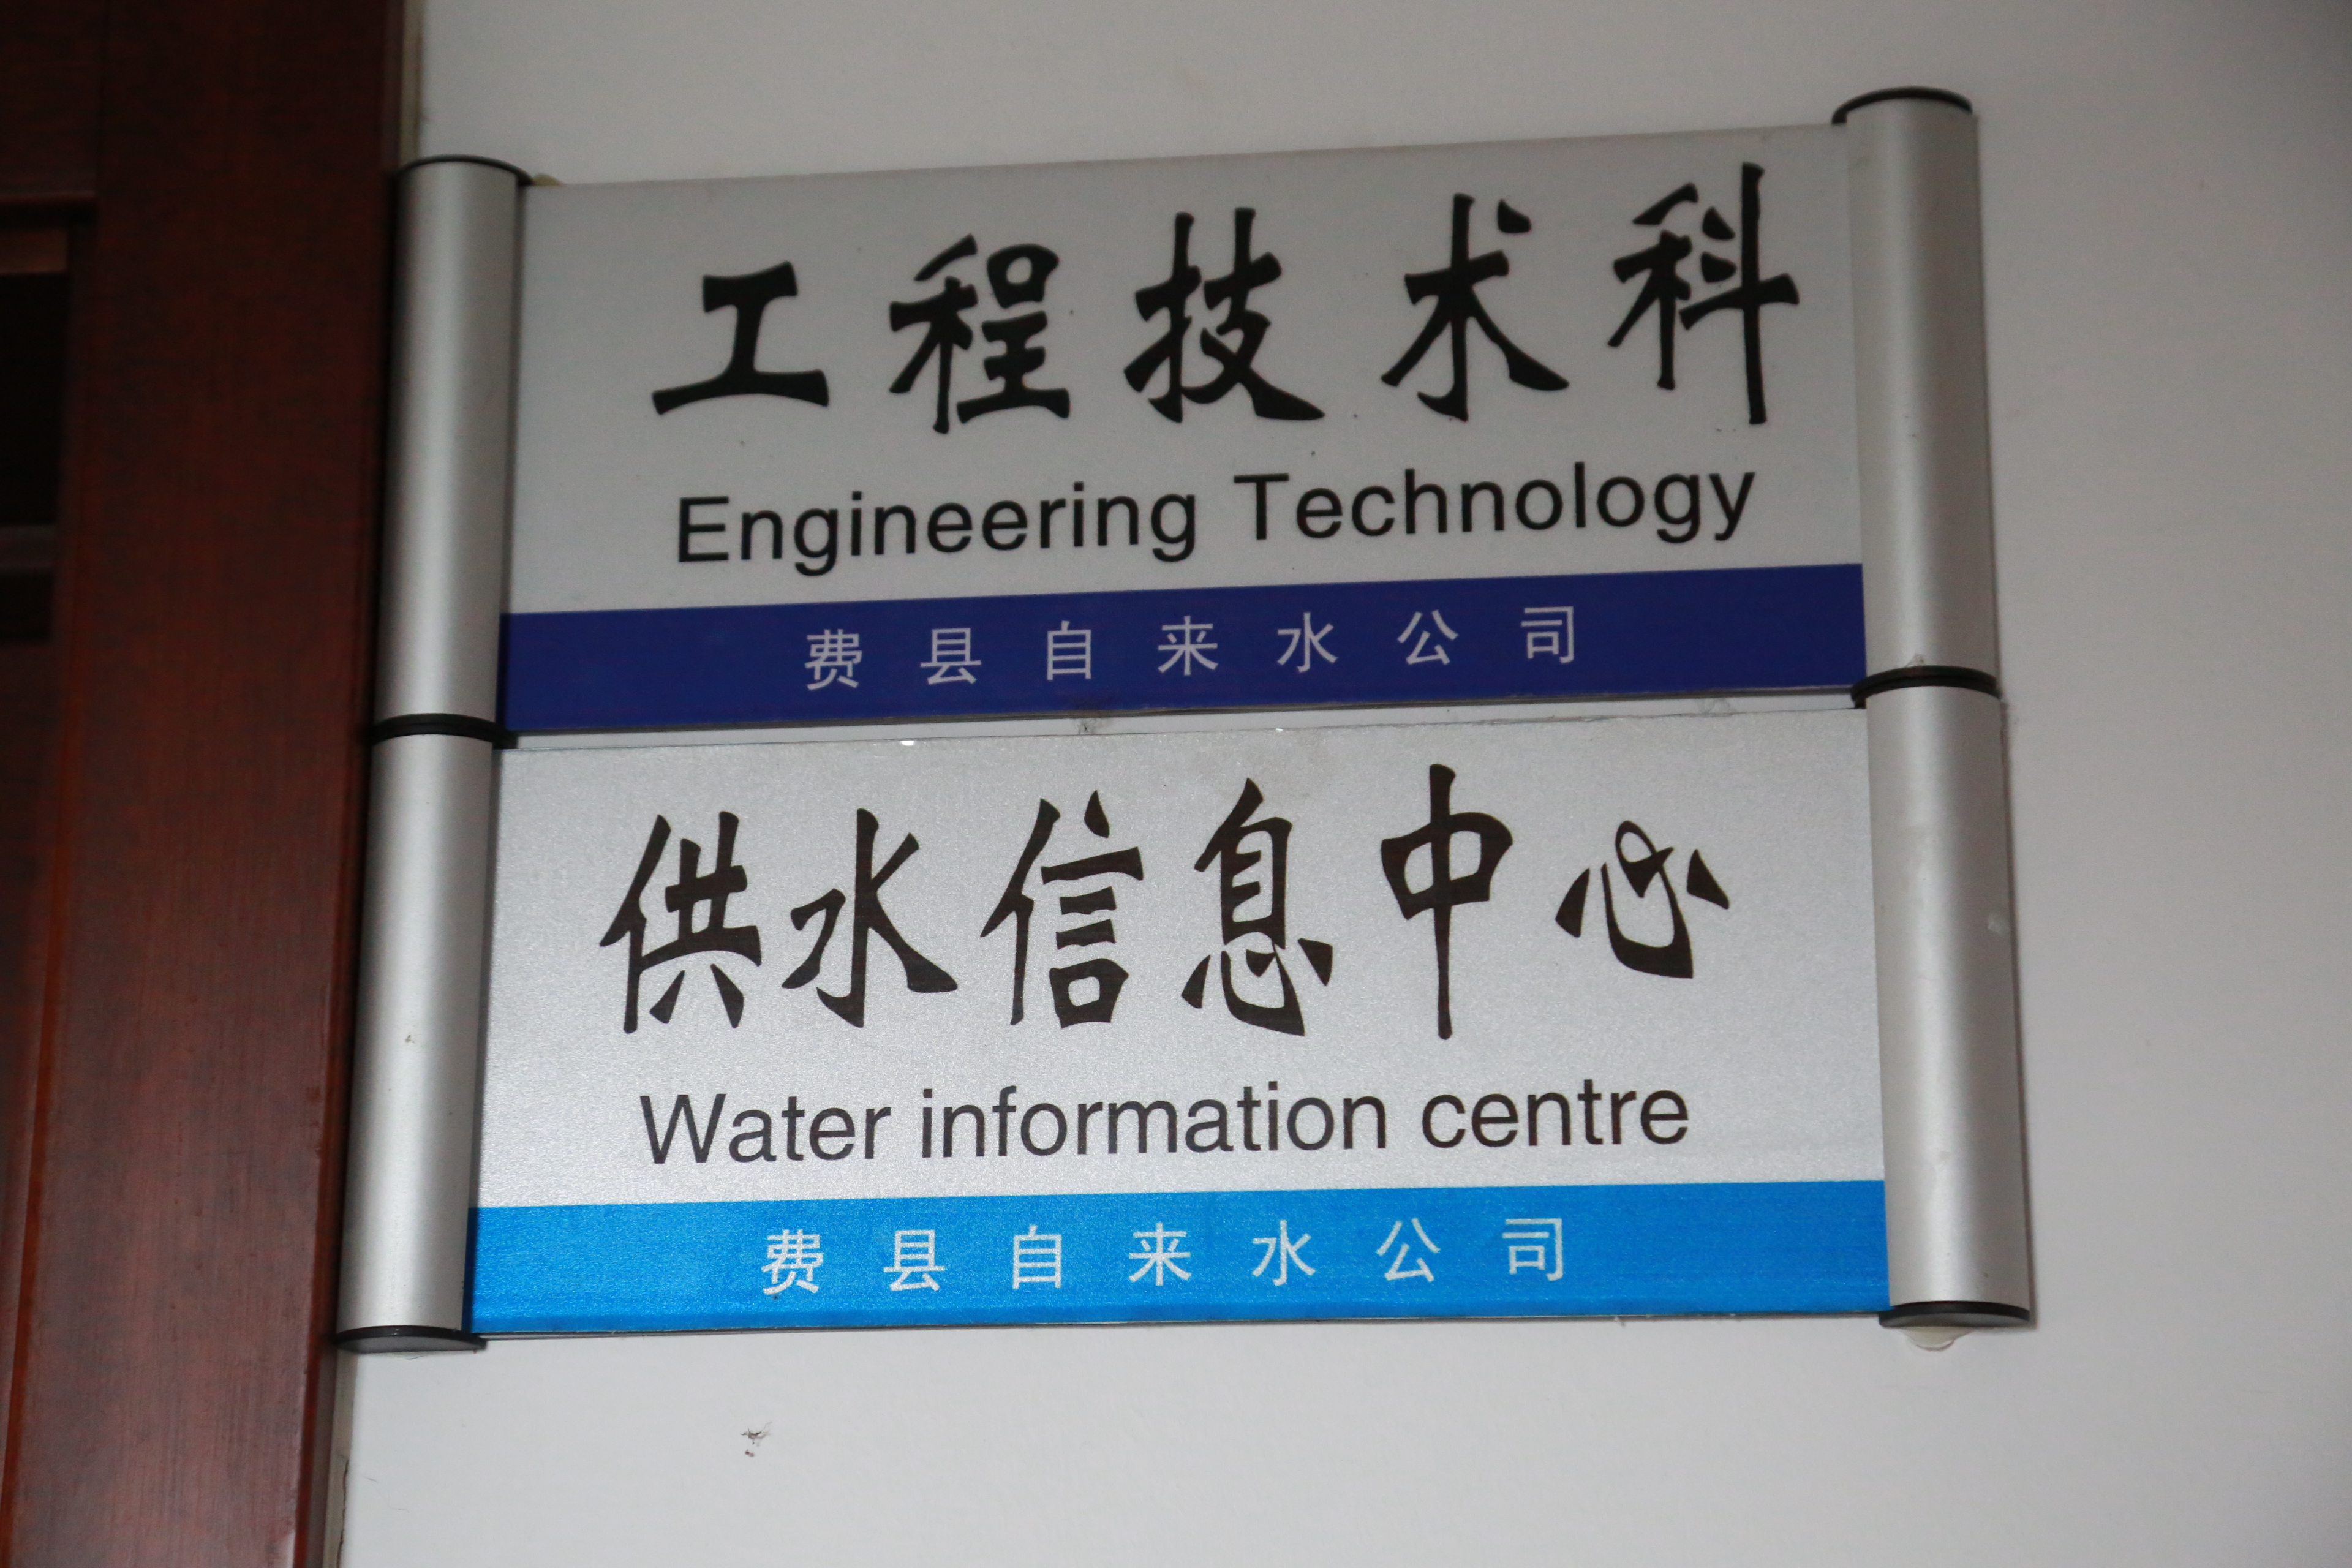 工程技术科
Engineering Technology
费县自来水公司
供水信息中心
Water information centre
费县自来水公司